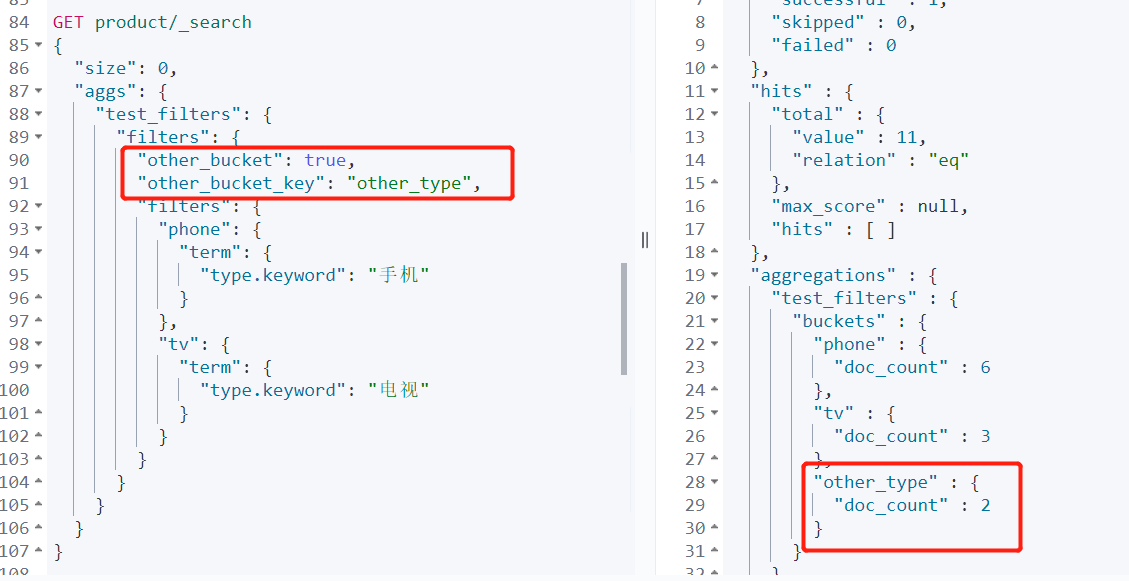 84 GET product/_search
85 {
86 "size": 0,
87 "aggs": {
88 "test_filters": {
89 "filters": {
90 "other_bucket": true,
91 "other_bucket_key": "other_type",
92 "filters": {
93 "phone": {
94 "term": {
95 "type.keyword": "手机"
96 }
97 },
98 "tv": {
99 "term": {
100 "type.keyword": "电视"
101 }
102 }
103 }
104 }
105 }
106 }
107 }
108
7 "successful" : 1,
8 "skipped" : 0,
9 "failed" : 0
10 },
11 "hits" : {
12 "total" : {
13 "value" : 11,
14 "relation" : "eq"
15 },
16 "max_score" : null,
17 "hits" : [ ]
18 },
19 "aggregations" : {
20 "test_filters" : {
21 "buckets" : {
22 "phone" : {
23 "doc_count" : 6
24 },
25 "tv" : {
26 "doc_count" : 3
27 },
28 "other_type" : {
29 "doc_count" : 2
30 }
31 }
32 }